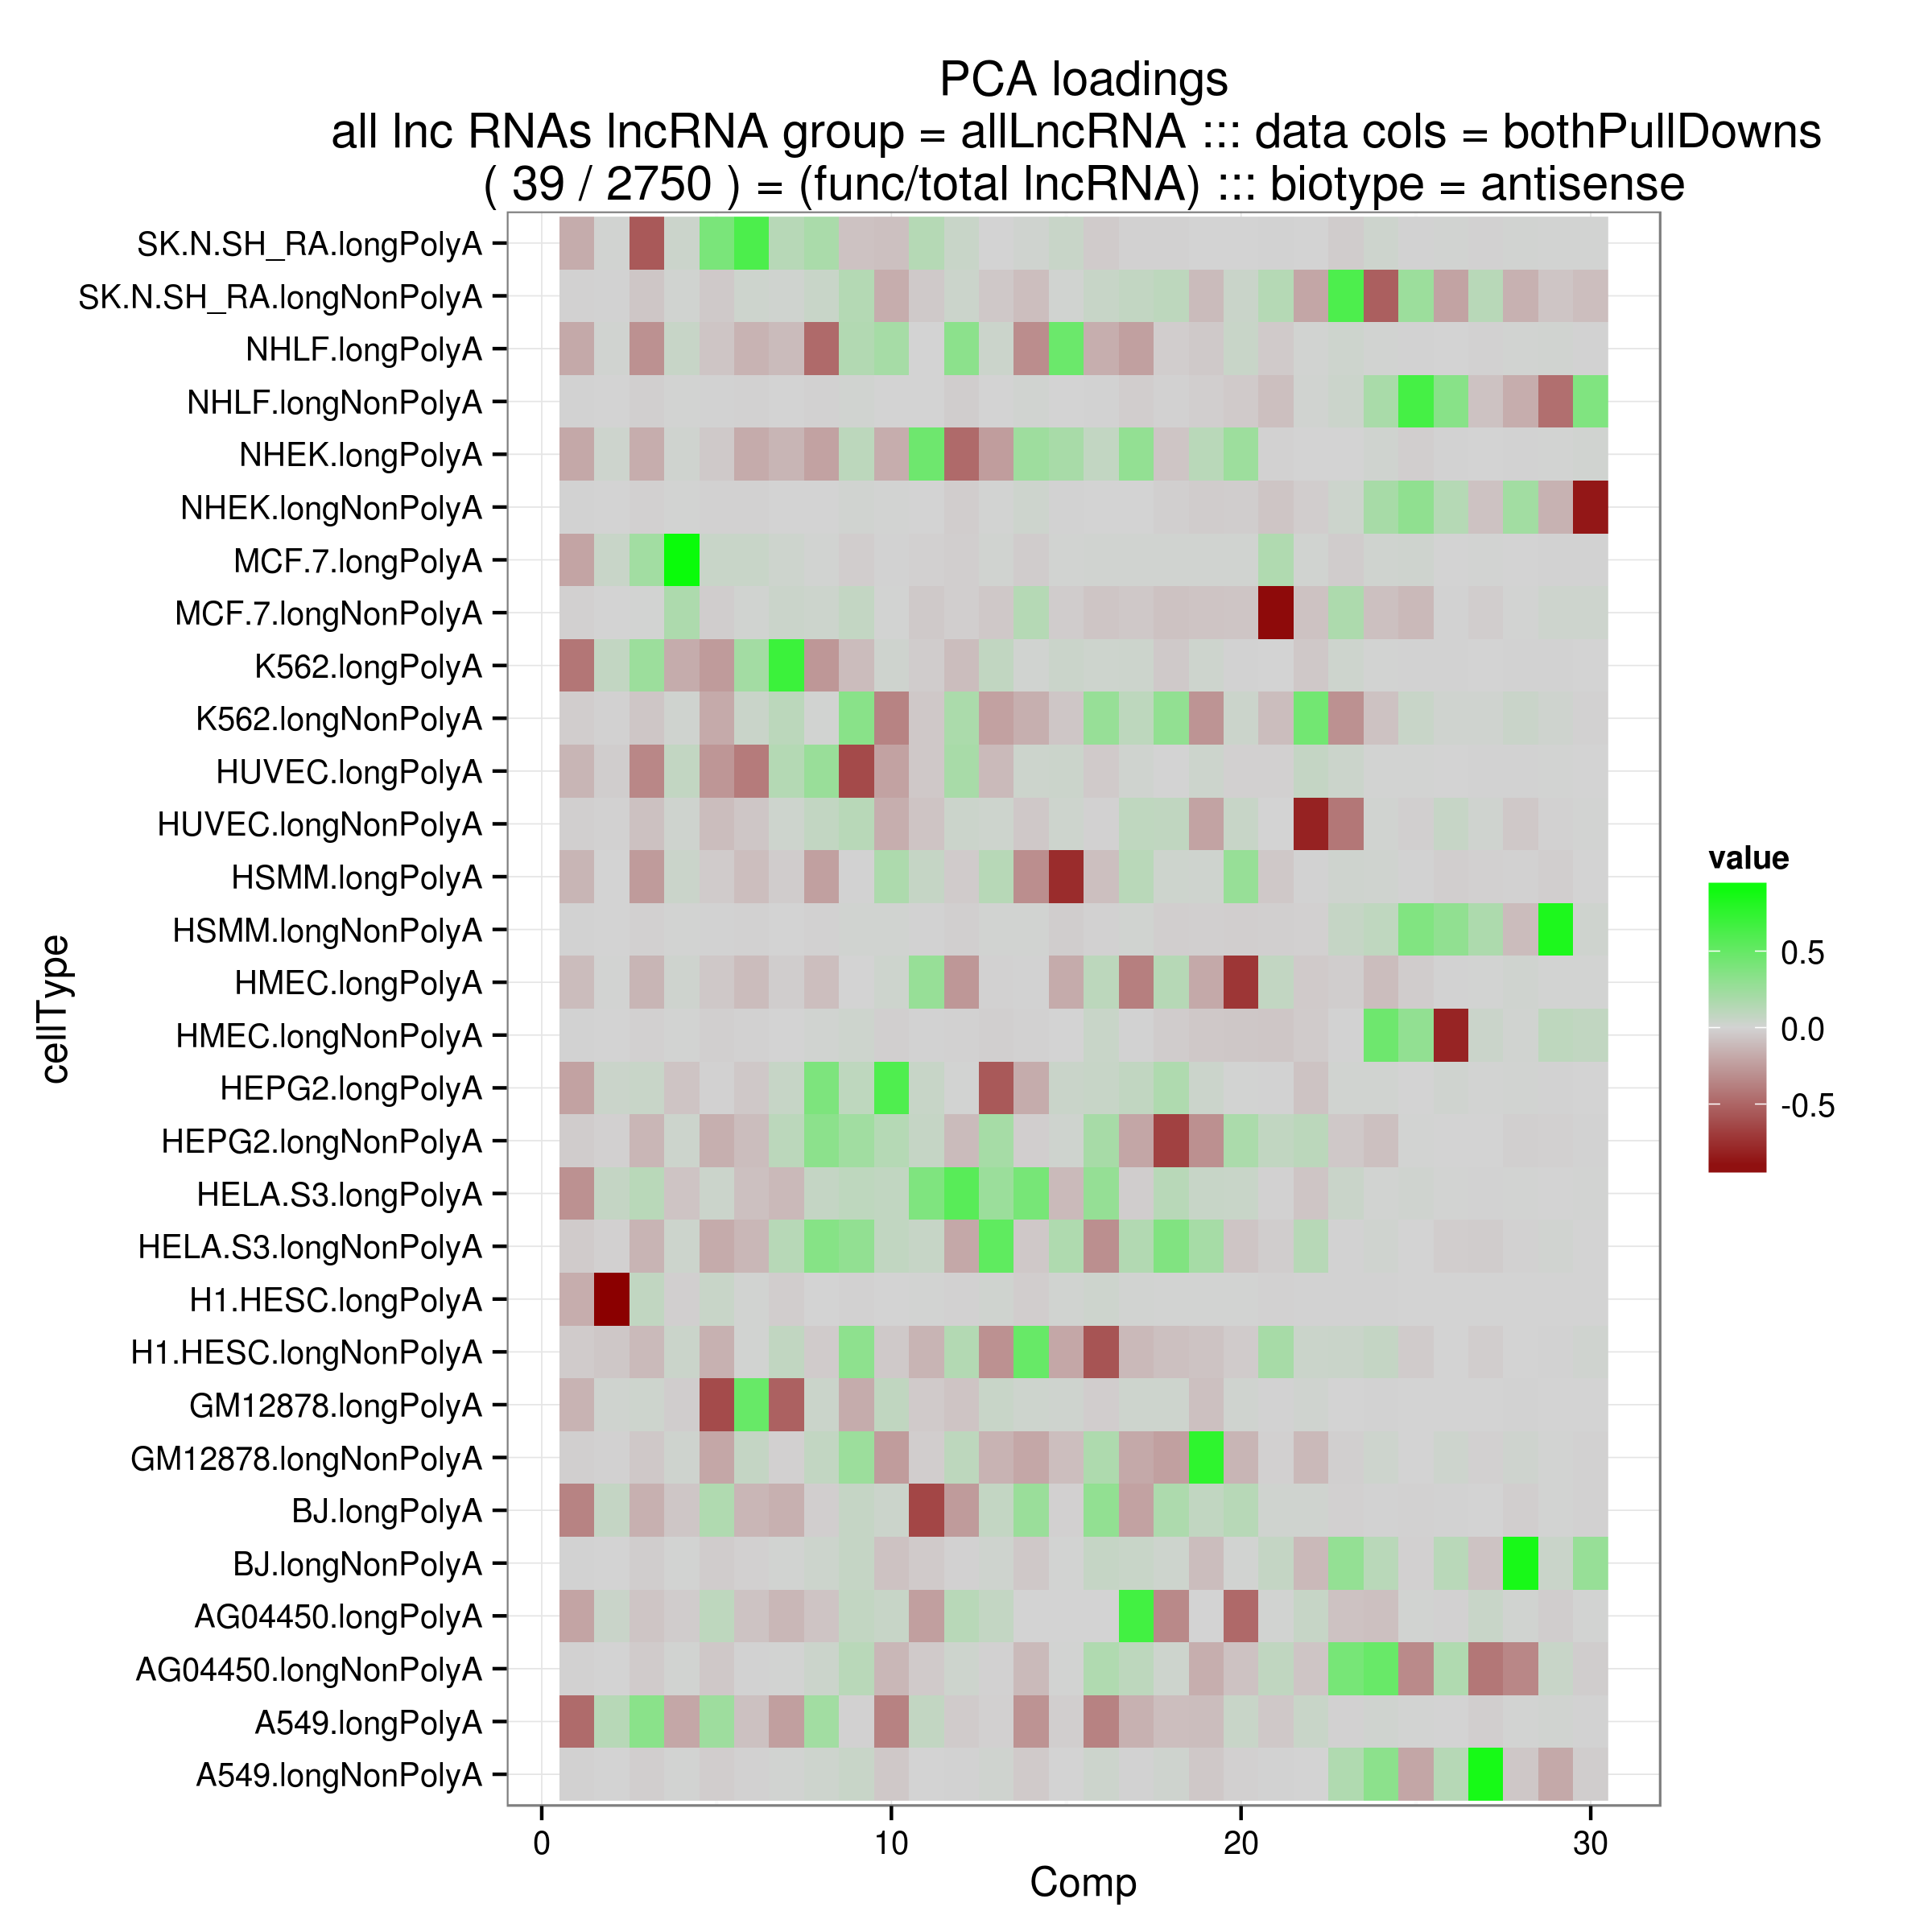 PCA loadings
all lnc RNAs lncRNA group = allLncRNA ::: data cols = bothPullDowns
( 39 / 2750 ) = (func/total lncRNA) ::: biotype = antisense
SK.N.SH_RA.longPolyA
SK.N.SH_RA.longNonPolyA
NHLF.longPolyA
NHLF.longNonPolyA
NHEK.longPolyA
NHEK.longNonPolyA
MCF.7.longPolyA
MCF.7.longNonPolyA
K562.longPolyA
K562.longNonPolyA
HUVEC.longPolyA
HUVEC.longNonPolyA
HSMM.longPolyA
HSMM.longNonPolyA
HMEC.longPolyA
HMEC.longNonPolyA
HEPG2.longPolyA
HEPG2.longNonPolyA
HELA.S3.longPolyA
HELA.S3.longNonPolyA
H1.HESC.longPolyA
H1.HESC.longNonPolyA
GM12878.longPolyA
GM12878.longNonPolyA
BJ.longPolyA
BJ.longNonPolyA
AG04450.longPolyA
AG04450.longNonPolyA
A549.longPolyA
A549.longNonPolyA
cellType
0 10 20 30
Comp
value
0.5
0.0
-0.5